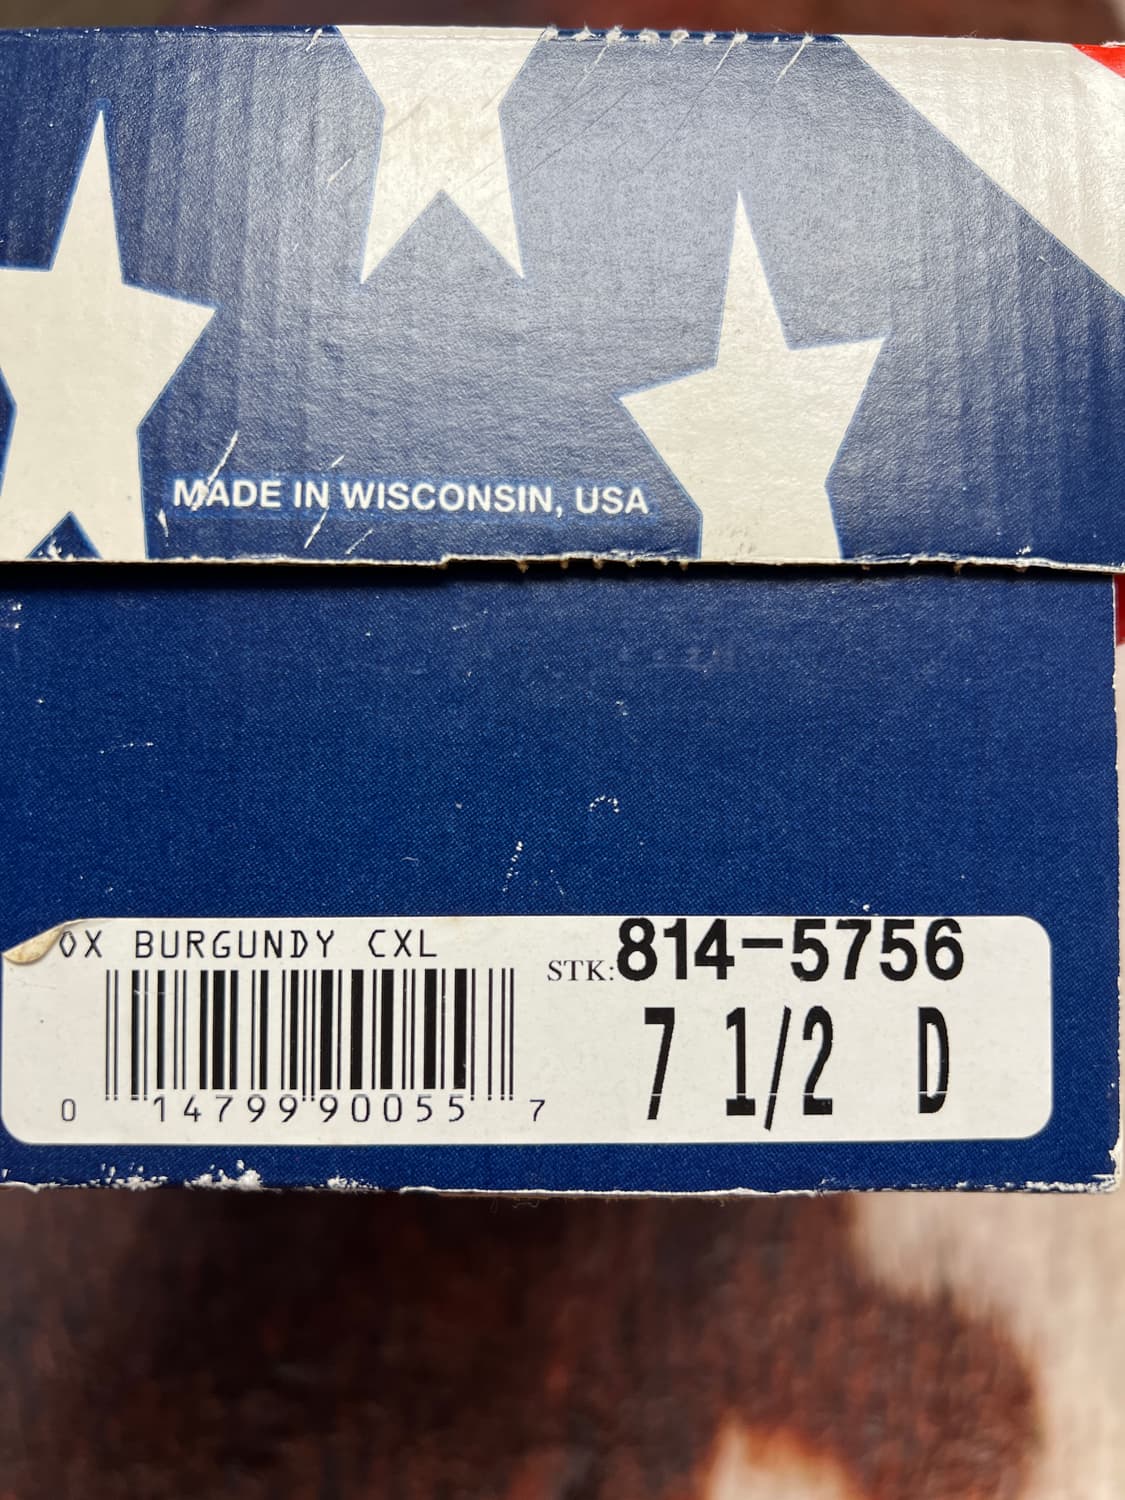 MADE IN WISCONSIN, USA
OX BURGUNDY CXL
STK: 814-5756
7 1/2 D
0 14799 90055 7